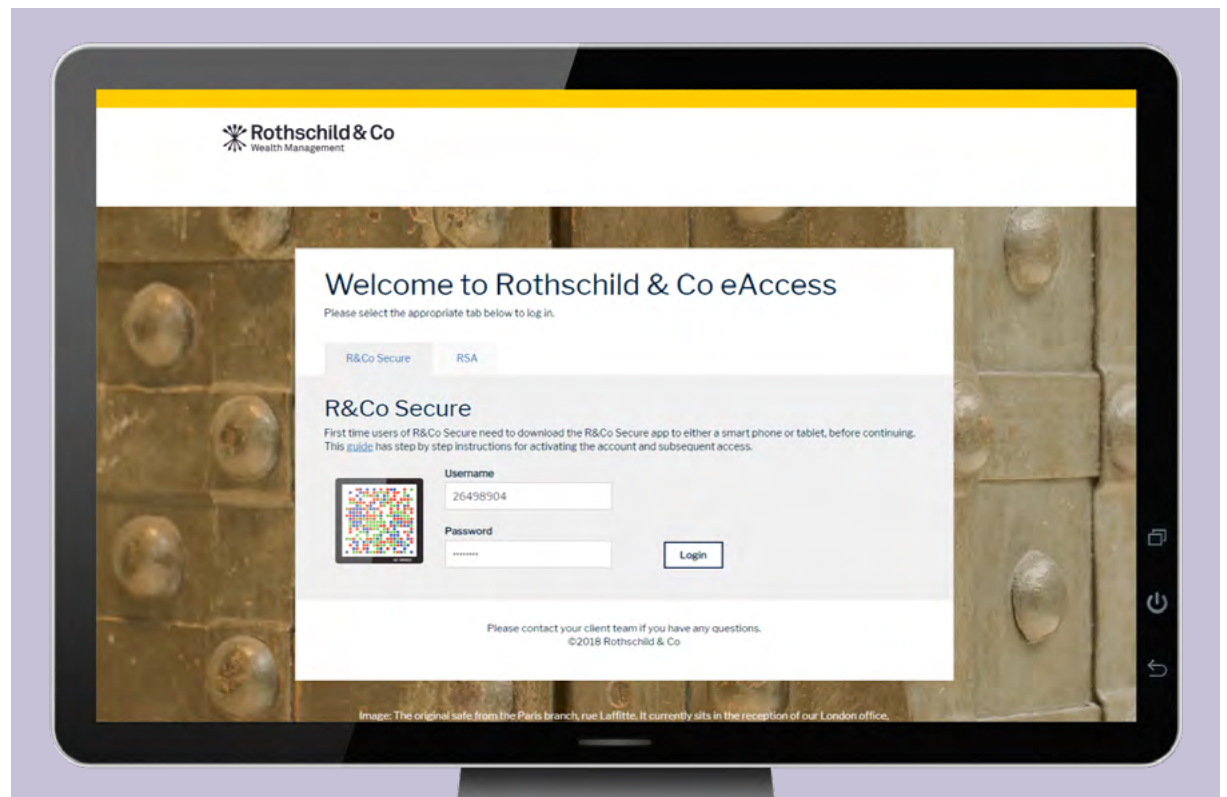 Rothschild & Co
Wealth Management
Welcome to Rothschild & Co eAccess
Please select the appropriate tab below to log in.
R&Co Secure
RSA
R&Co Secure
First time users of R&Co Secure need to download the R&Co Secure app to either a smart phone or tablet, before continuing.
This guide has step by step instructions for activating the account and subsequent access.
Username
26498904
Password
••••••••
Login
Please contact your client team if you have any questions.
©2018 Rothschild & Co
Image: The original safe from the Paris branch, rue Laffitte. It currently sits in the reception of our London office,